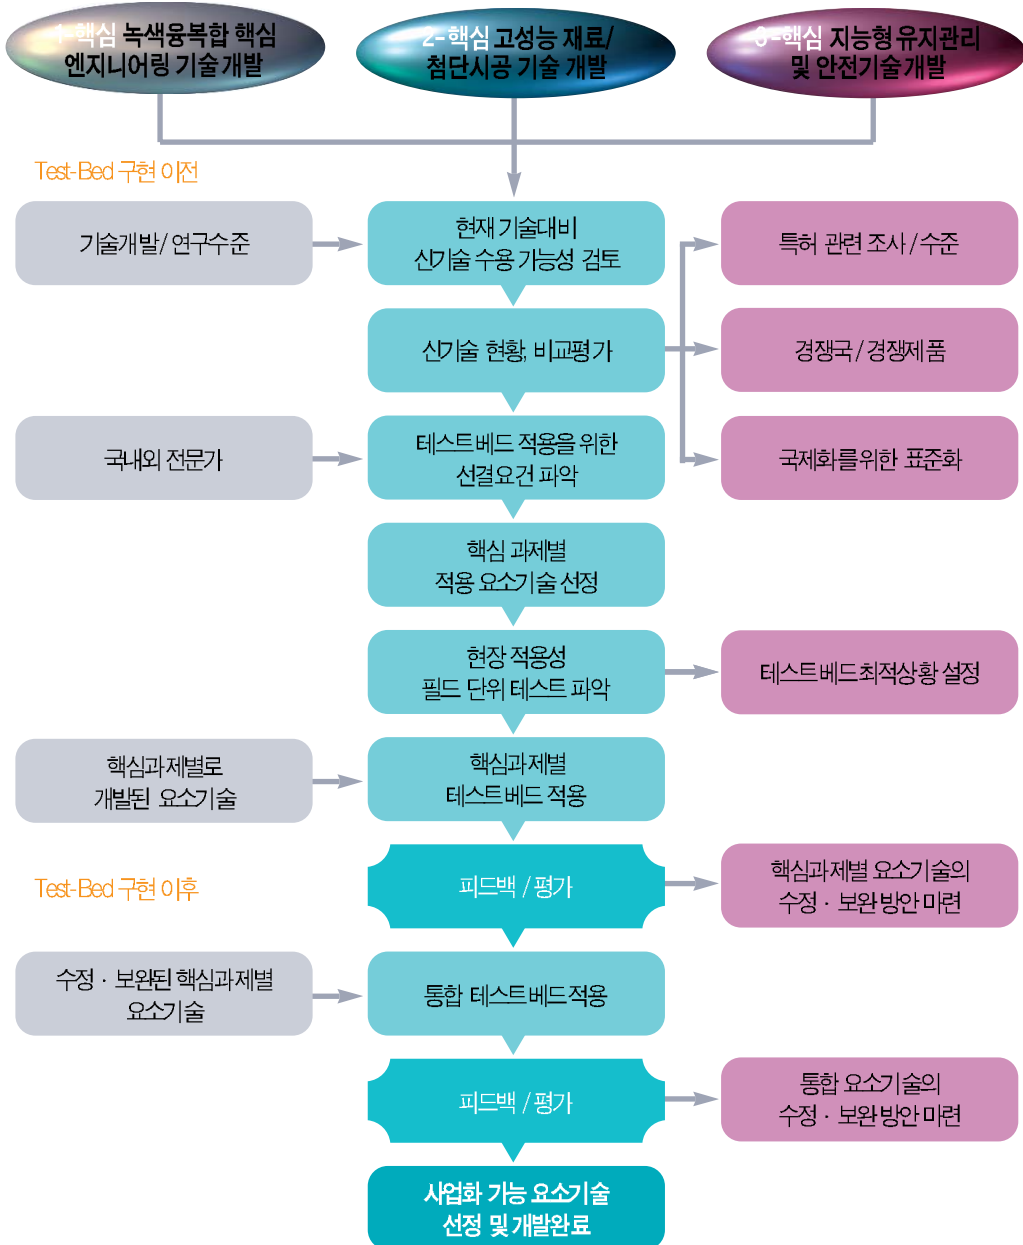 1-핵심 녹색융복합 핵심
엔지니어링 기술 개발
2-핵심 고성능 재료/
첨단시공 기술 개발
3-핵심 지능형 유지관리
및 안전기술개발
Test-Bed 구현 이전
기술개발 / 연구수준
현재 기술대비
신기술 수용 가능성 검토
특허 관련 조사 / 수준
신기술 현황, 비교평가
경쟁국 / 경쟁제품
국내외 전문가
테스트베드 적용을 위한
선결요건 파악
국제화를위한 표준화
핵심 과제별
적용 요소기술 선정
현장 적용성
필드 단위 테스트 파악
테스트베드최적상황 설정
핵심과제별로
개발된 요소기술
핵심과제별
테스트베드 적용
Test-Bed 구현 이후
피드백 / 평가
핵심과제별 요소기술의
수정 · 보완 방안 마련
수정 · 보완된 핵심과제별
요소기술
통합 테스트베드적용
피드백 / 평가
통합 요소기술의
수정 · 보완 방안 마련
사업화 가능 요소기술
선정 및 개발완료